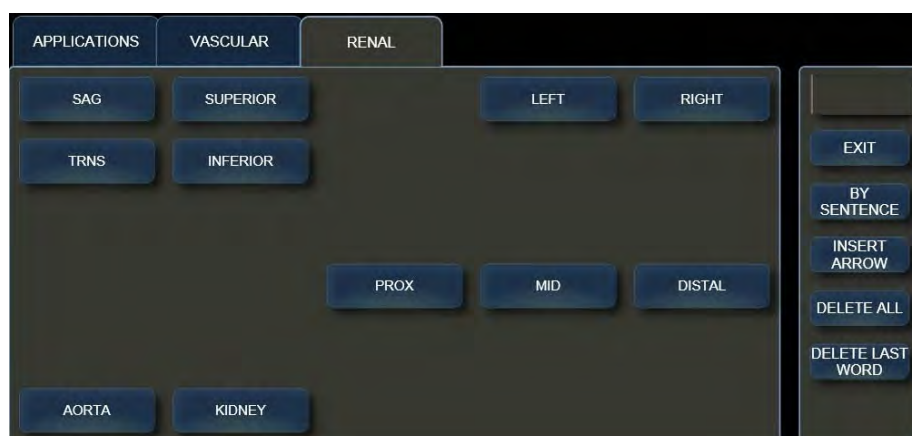 APPLICATIONS VASCULAR RENAL
SAG SUPERIOR LEFT RIGHT
TRNS INFERIOR
PROX MID DISTAL
AORTA KIDNEY
EXIT
BY
SENTENCE
INSERT
ARROW
DELETE ALL
DELETE LAST
WORD